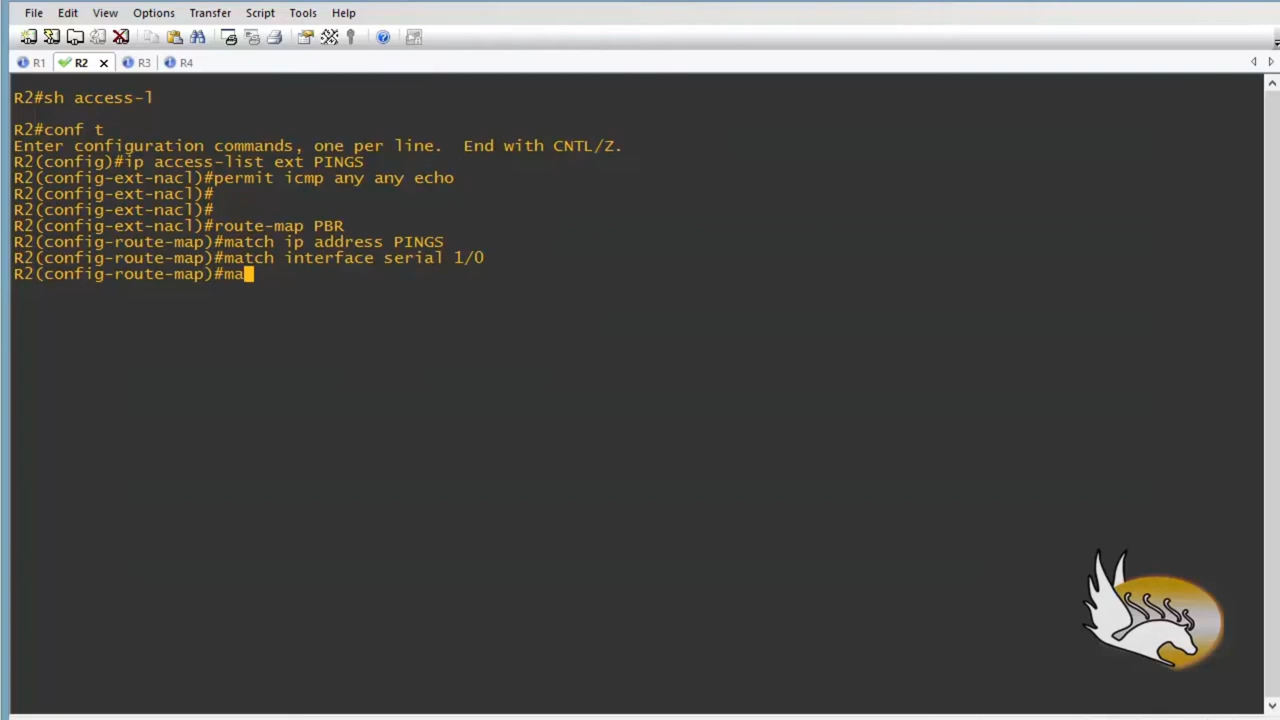 File Edit View Options Transfer Script Tools Help
R1 R2 R3 R4
R2#sh access-l
R2#conf t
Enter configuration commands, one per line.  End with CNTL/Z.
R2(config)#ip access-list ext PINGS
R2(config-ext-nacl)#permit icmp any any echo
R2(config-ext-nacl)#
R2(config-ext-nacl)#
R2(config-ext-nacl)#route-map PBR
R2(config-route-map)#match ip address PINGS
R2(config-route-map)#match interface serial 1/0
R2(config-route-map)#ma